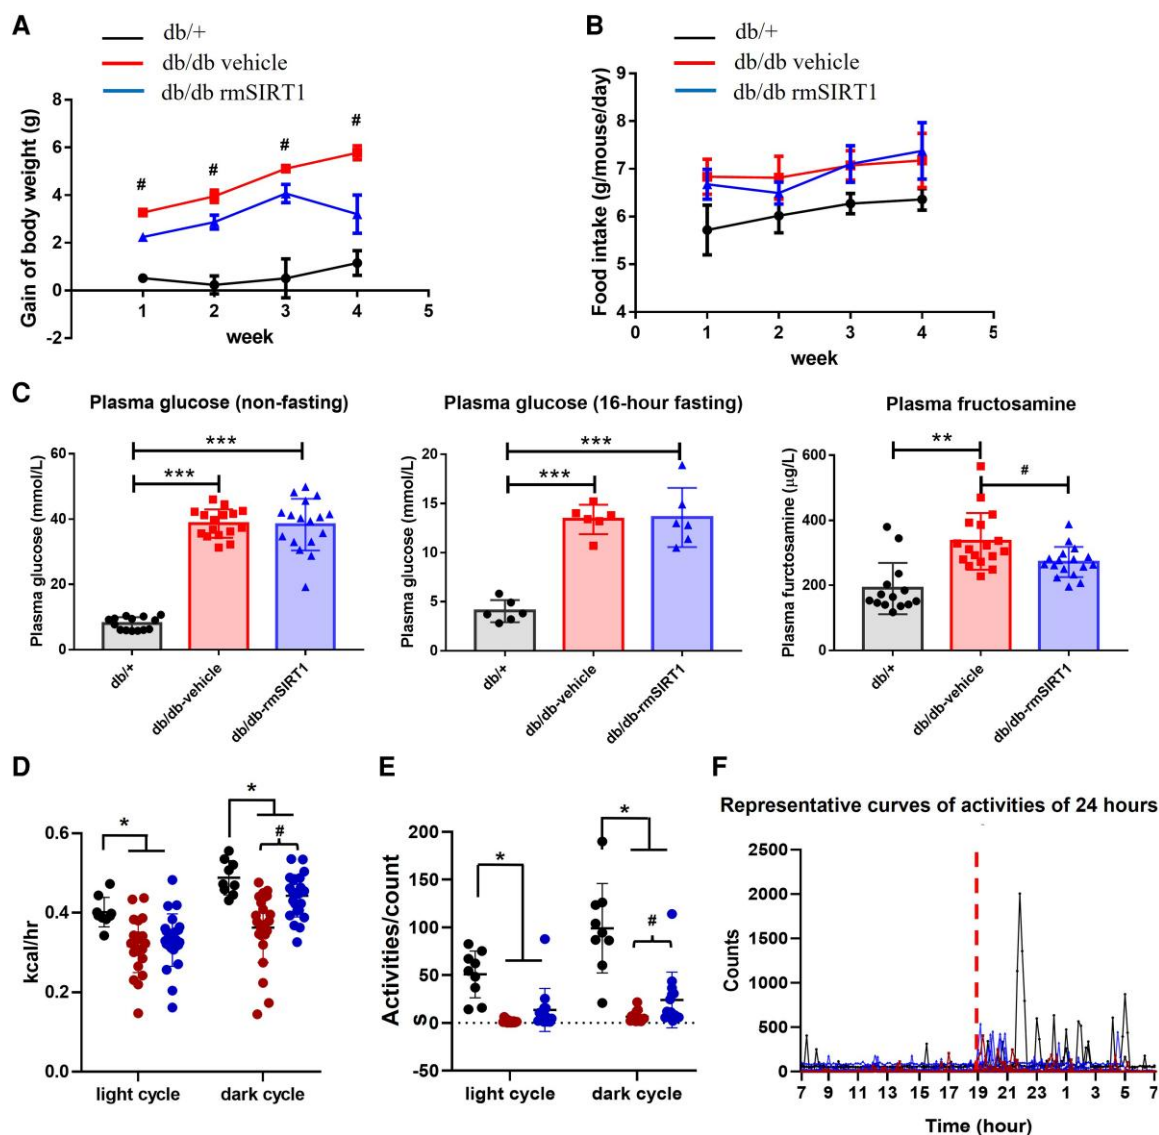 A
db/+
db/db vehicle
db/db rmSIRT1
Gain of body weight (g)
8
6
4
2
0
-2
#
#
#
#
1
2
3
4
5
week
B
db/+
db/db vehicle
db/db rmSIRT1
Food intake (g/mouse/day)
9
8
7
6
5
4
0
1
2
3
4
5
week
C
Plasma glucose (non-fasting)
Plasma glucose (mmol/L)
60
40
20
0
***
***
db/+
db/db-vehicle
db/db-rmSIRT1
Plasma glucose (16-hour fasting)
Plasma glucose (mmol/L)
20
15
10
5
0
***
***
db/+
db/db-vehicle
db/db-rmSIRT1
Plasma fructosamine
Plasma furctosamine (µg/L)
600
400
200
0
**
#
db/+
db/db-vehicle
db/db-rmSIRT1
D
kcal/hr
0.6
0.4
0.2
0.0
*
*
#
light cycle
dark cycle
E
Activities/count
200
150
100
50
0
-50
*
*
#
light cycle
dark cycle
F
Representative curves of activities of 24 hours
Counts
2500
2000
1500
1000
500
0
7 9 11 13 15 17 19 21 23 1 3 5 7
Time (hour)